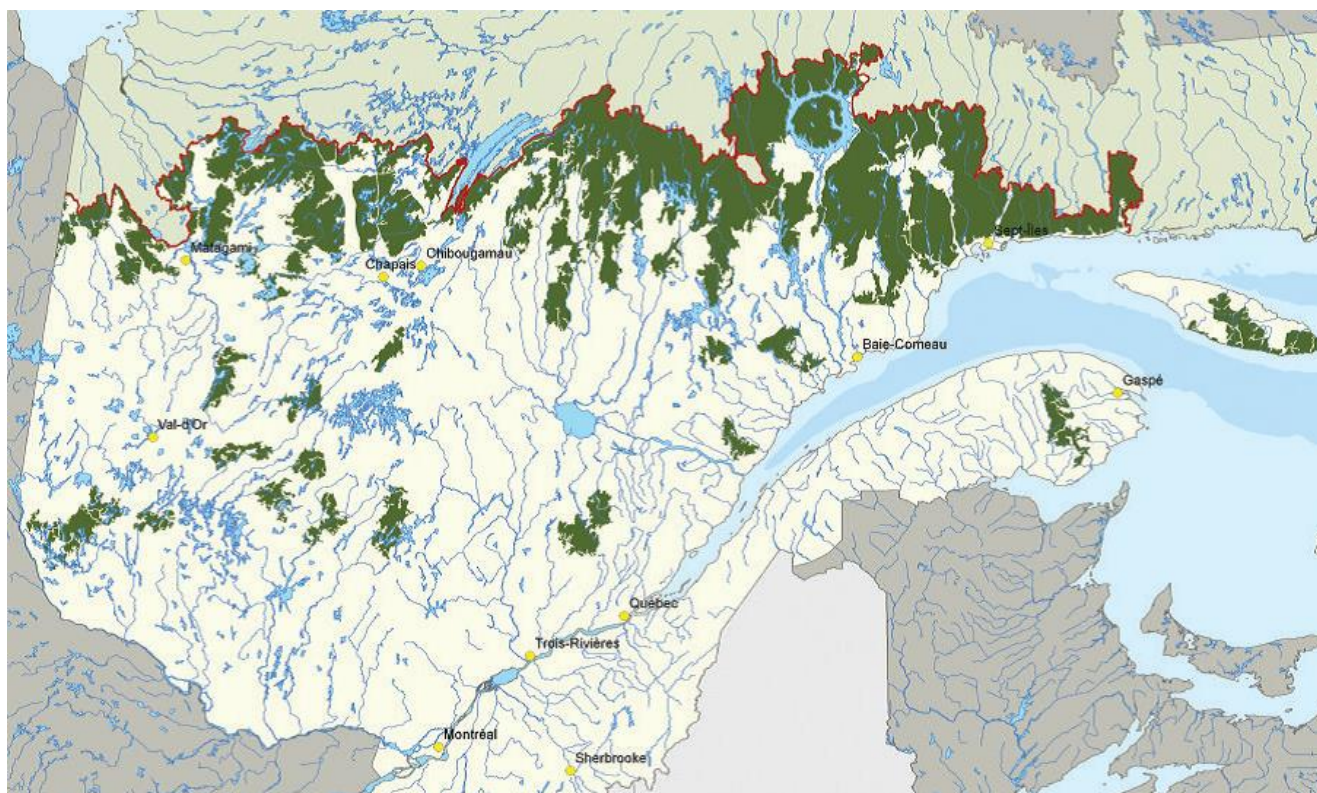 Sept-Îles
Matagami
Chibougamau
Chapais
Baie-Comeau
Gaspé
Val-d'Or
Québec
Trois-Rivières
Montréal
Sherbrooke